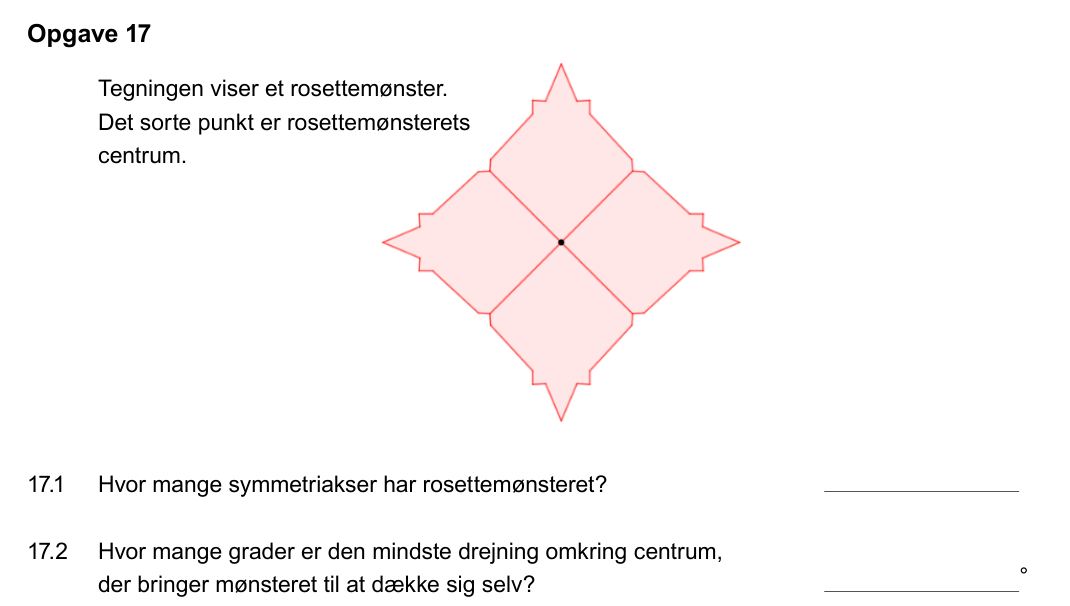 Opgave 17
Tegningen viser et rosettemønster.
Det sorte punkt er rosettemønsterets
centrum.
17.1 Hvor mange symmetriakser har rosettemønsteret?
17.2 Hvor mange grader er den mindste drejning omkring centrum,
der bringer mønsteret til at dække sig selv? °